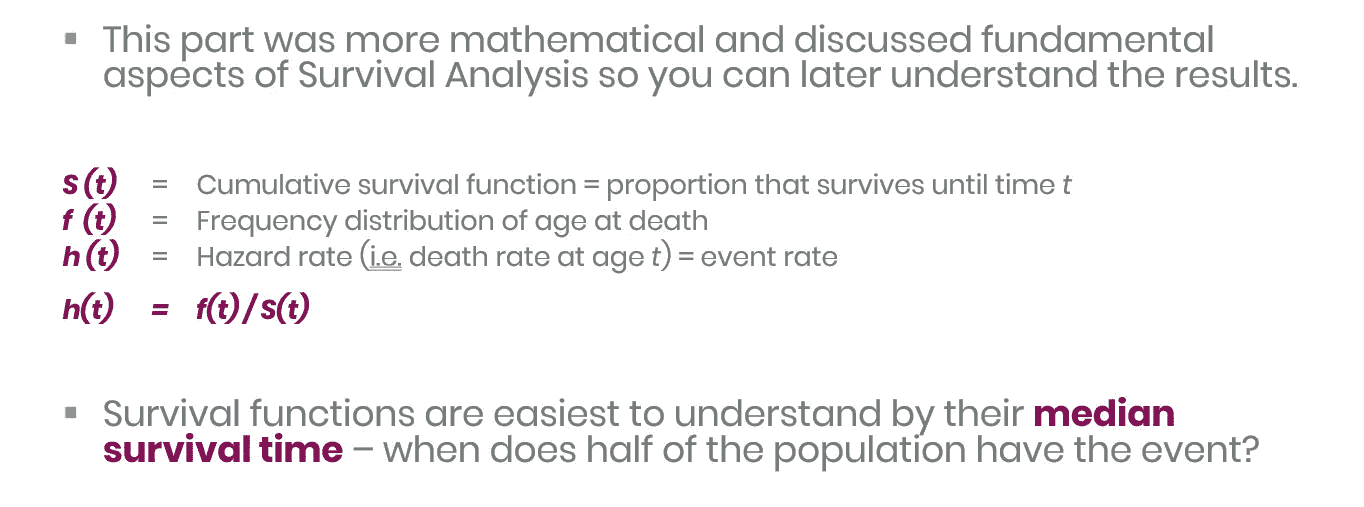 ▪ This part was more mathematical and discussed fundamental
aspects of Survival Analysis so you can later understand the results.
S (t) = Cumulative survival function = proportion that survives until time t
f (t) = Frequency distribution of age at death
h (t) = Hazard rate (i.e. death rate at age t) = event rate
h(t) = f(t) / S(t)
▪ Survival functions are easiest to understand by their median
survival time – when does half of the population have the event?